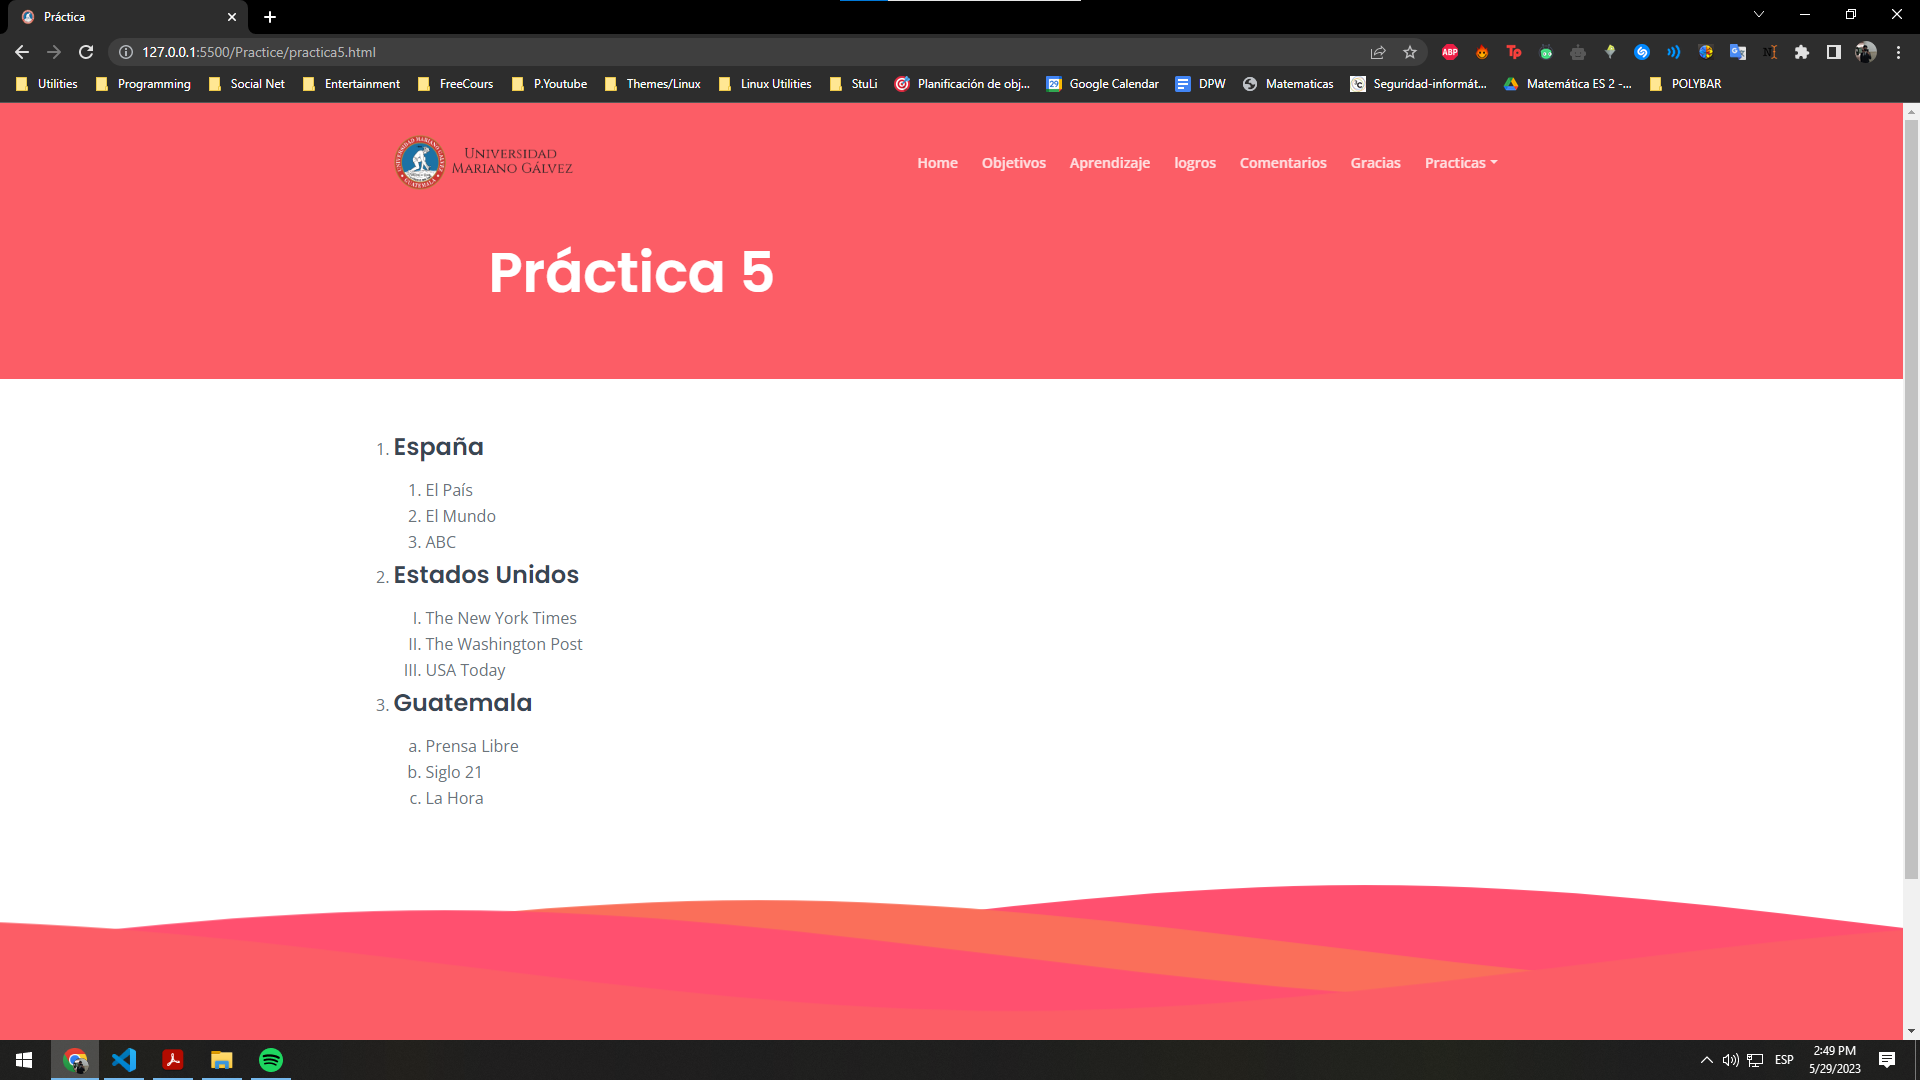 Práctica
127.0.0.1:5500/Practice/practica5.html
Utilities Programming Social Net Entertainment FreeCours P.Youtube Themes/Linux Linux Utilities StuLi Planificación de obj... Google Calendar DPW Matematicas Seguridad-informát... Matemática ES 2 -... POLYBAR
UNIVERSIDAD
MARIANO GÁLVEZ
Home Objetivos Aprendizaje logros Comentarios Gracias Practicas
Práctica 5
1. España
1. El País
2. El Mundo
3. ABC
2. Estados Unidos
I. The New York Times
II. The Washington Post
III. USA Today
3. Guatemala
a. Prensa Libre
b. Siglo 21
c. La Hora
ESP
2:49 PM
5/29/2023